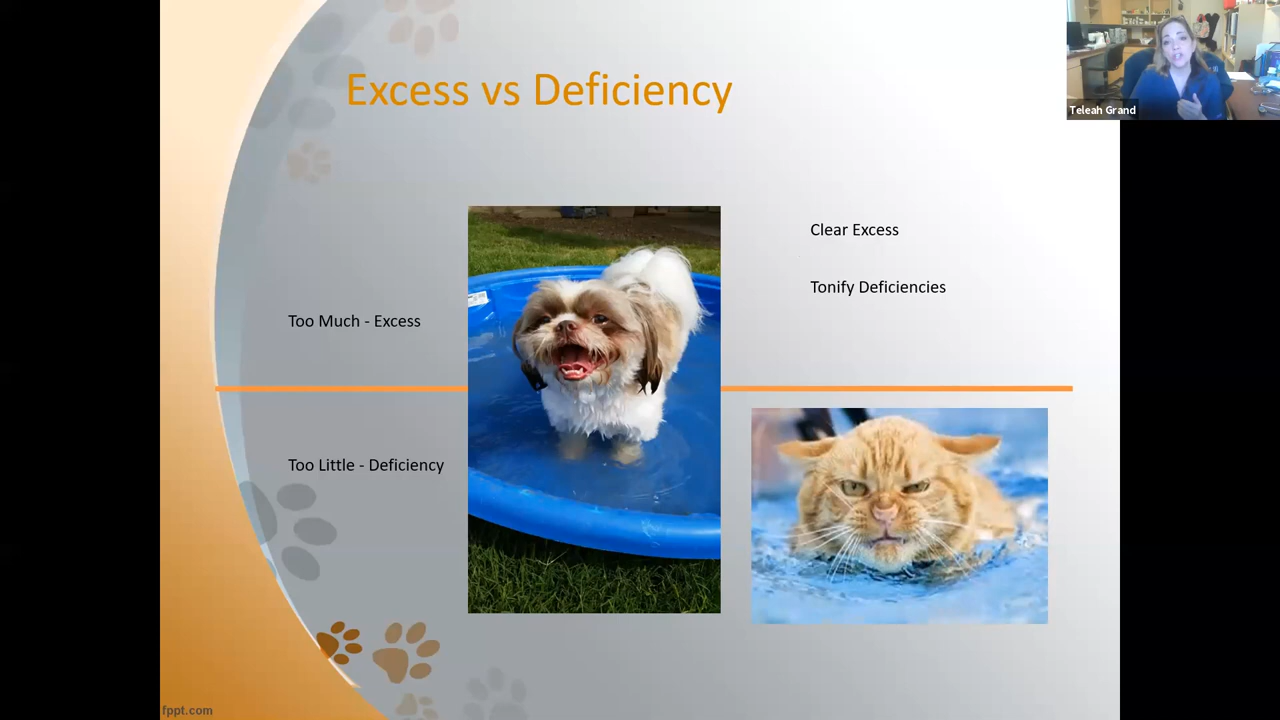 Excess vs Deficiency
Teleah Grand
Clear Excess
Tonify Deficiencies
Too Much - Excess
Too Little - Deficiency
fppt.com